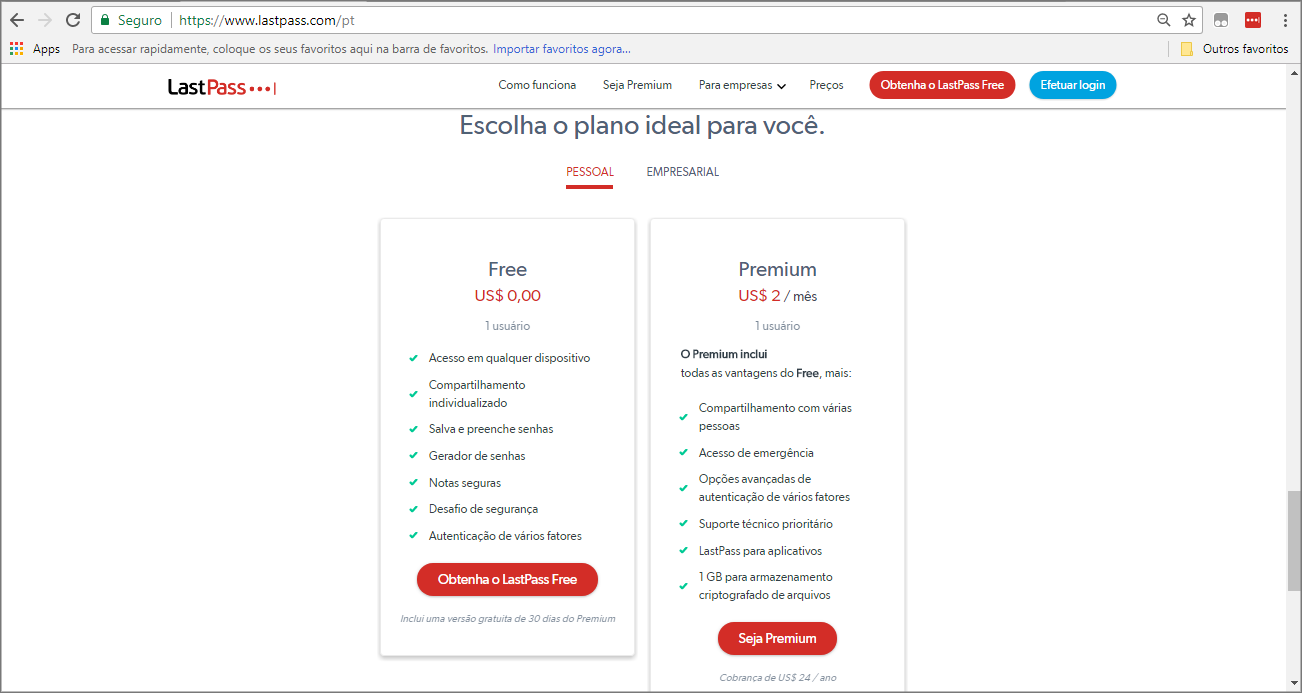 Seguro
https://www.lastpass.com/pt
Apps
Para acessar rapidamente, coloque os seus favoritos aqui na barra de favoritos.
Importar favoritos agora...
Outros favoritos
LastPass
Como funciona
Seja Premium
Para empresas
Preços
Obtenha o LastPass Free
Efetuar login
Escolha o plano ideal para você.
PESSOAL
EMPRESARIAL
Free
US$ 0,00
1 usuário
Acesso em qualquer dispositivo
Compartilhamento
individualizado
Salva e preenche senhas
Gerador de senhas
Notas seguras
Desafio de segurança
Autenticação de vários fatores
Obtenha o LastPass Free
Inclui uma versão gratuita de 30 dias do Premium
Premium
US$ 2 / mês
1 usuário
O Premium inclui
todas as vantagens do Free, mais:
Compartilhamento com várias
pessoas
Acesso de emergência
Opções avançadas de
autenticação de vários fatores
Suporte técnico prioritário
LastPass para aplicativos
1 GB para armazenamento
criptografado de arquivos
Seja Premium
Cobrança de US$ 24 / ano